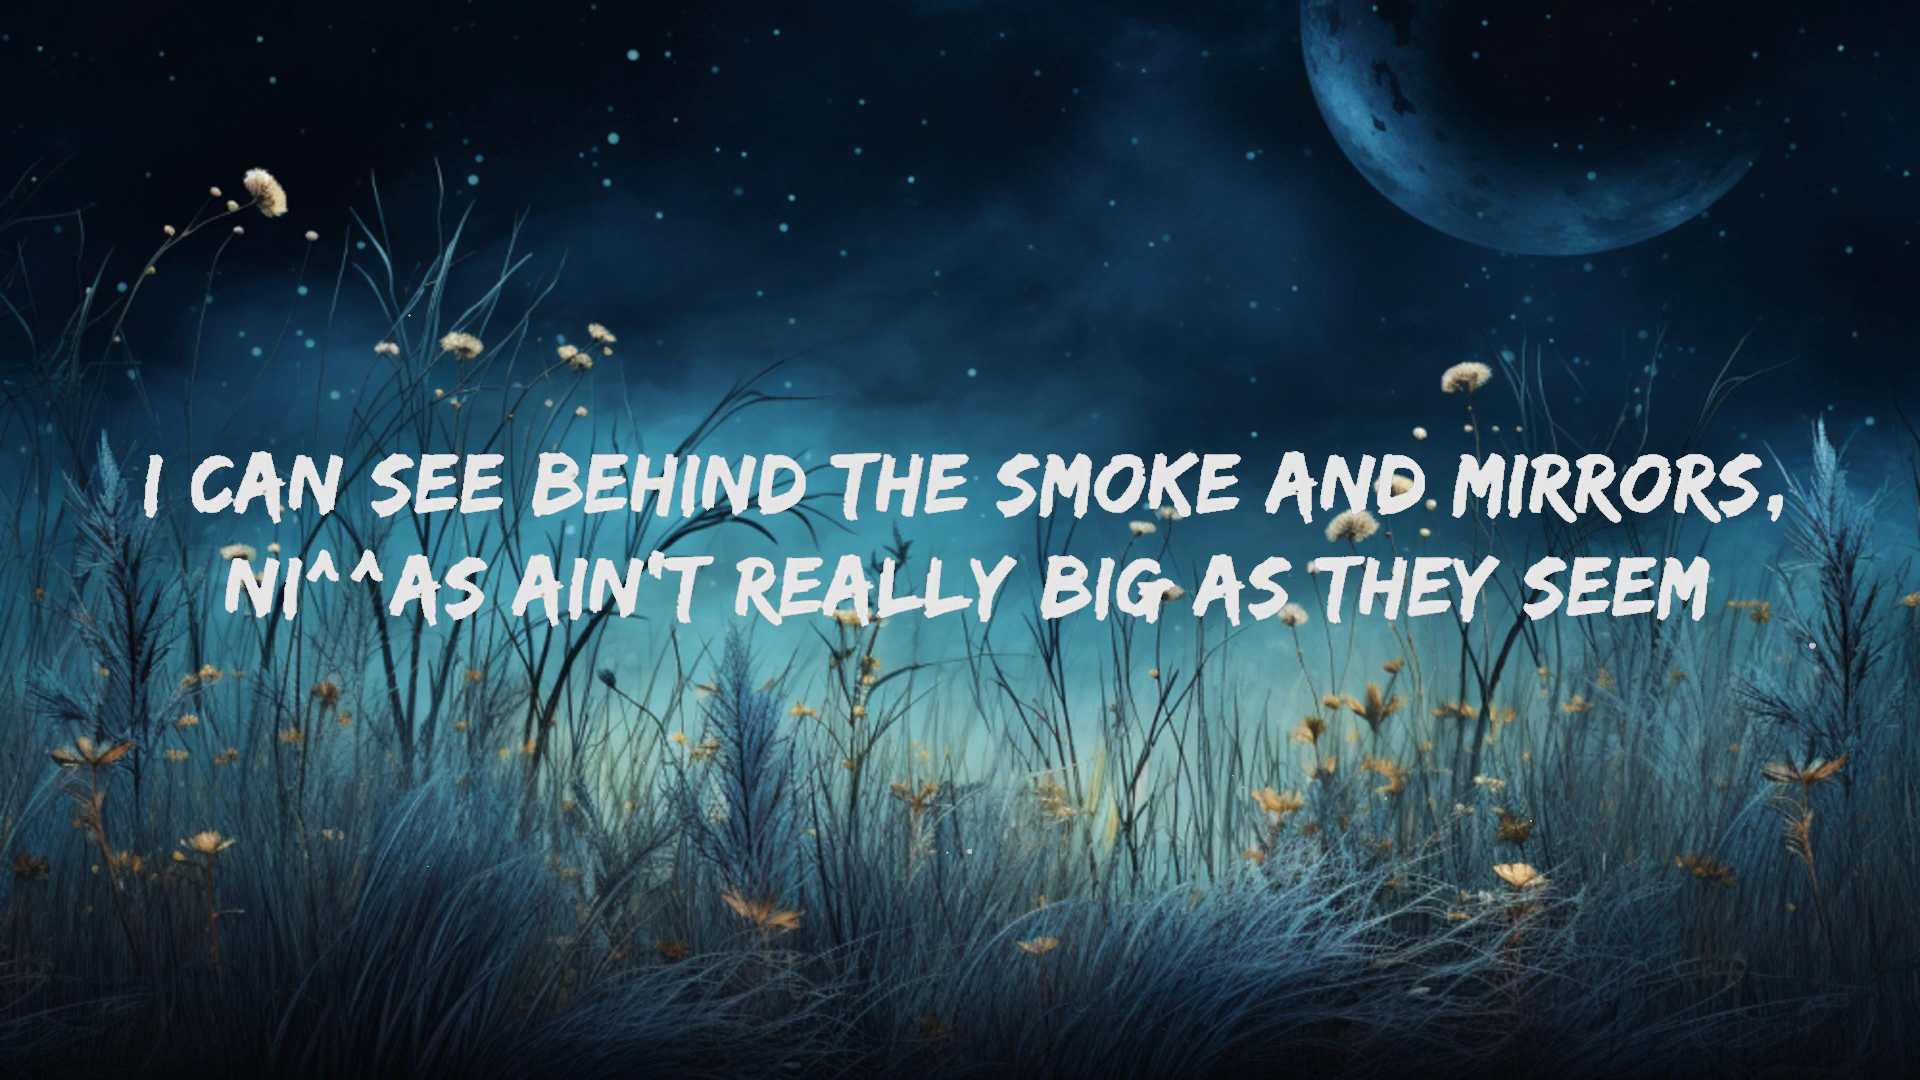 I CAN SEE BEHIND THE SMOKE AND MIRRORS,
NI^^AS AIN'T REALLY BIG AS THEY SEEM